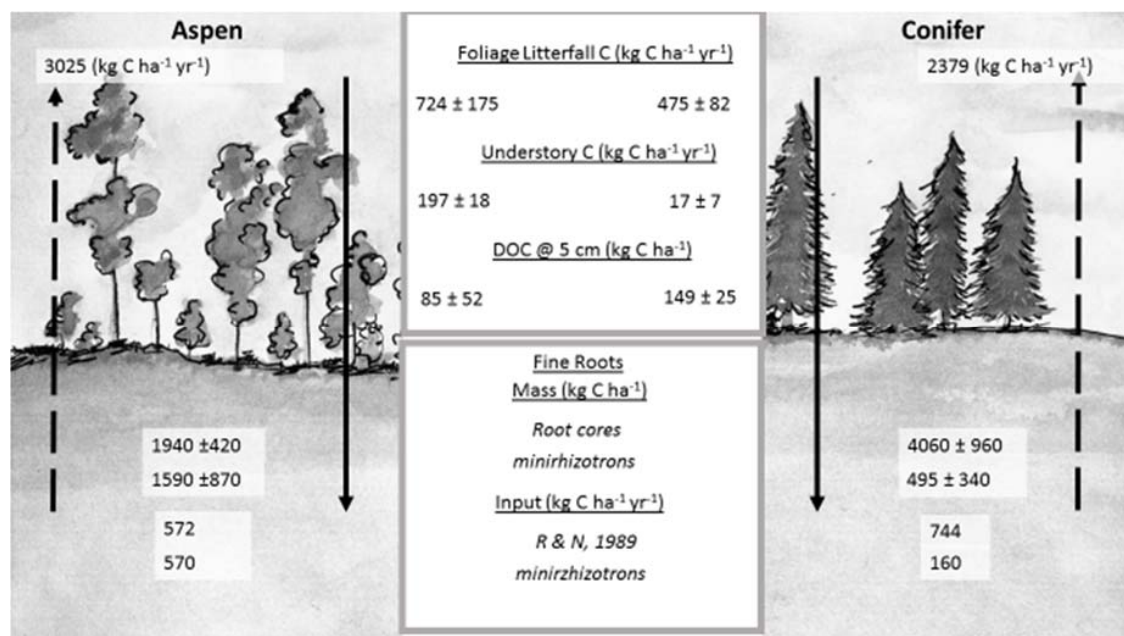 Aspen
3025 (kg C ha⁻¹ yr⁻¹)
Foliage Litterfall C (kg C ha⁻¹ yr⁻¹)
724 ± 175 475 ± 82
Understory C (kg C ha⁻¹ yr⁻¹)
197 ± 18 17 ± 7
DOC @ 5 cm (kg C ha⁻¹)
85 ± 52 149 ± 25
Conifer
2379 (kg C ha⁻¹ yr⁻¹)
Fine Roots
Mass (kg C ha⁻¹)
1940 ±420 Root cores 4060 ± 960
1590 ±870 minirhizotrons 495 ± 340
Input (kg C ha⁻¹ yr⁻¹)
572 R & N, 1989 744
570 minirzhizotrons 160